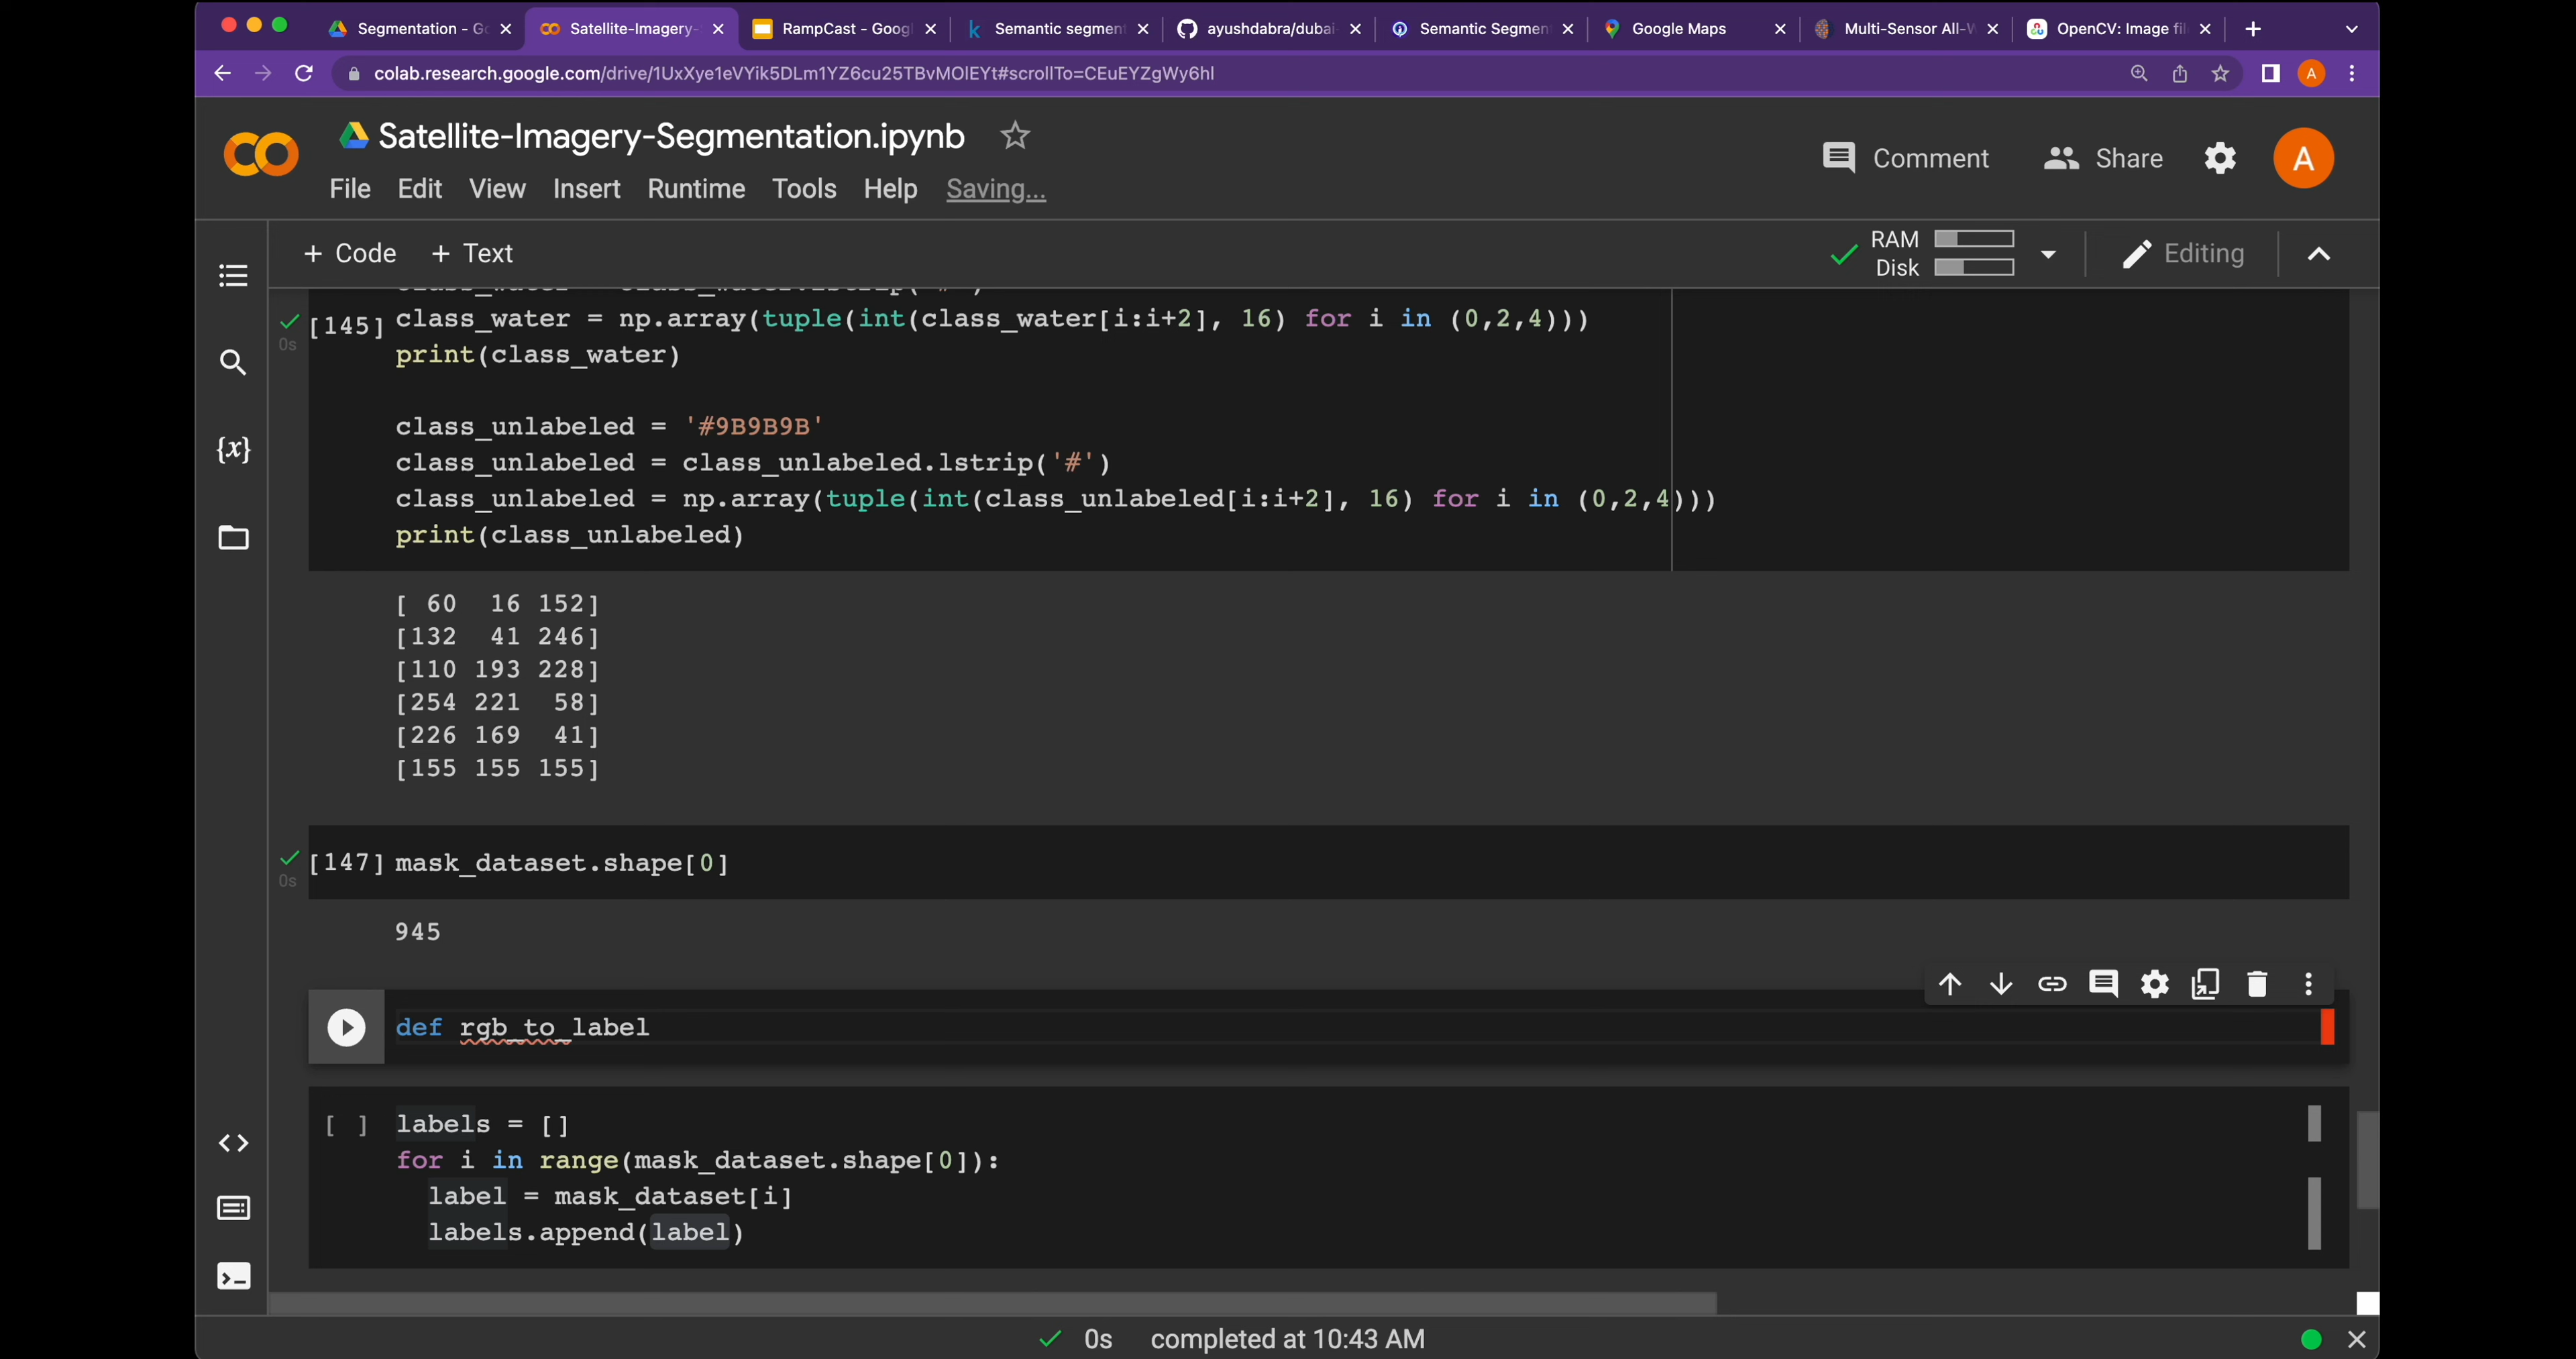 Segmentation - Go
Satellite-Imagery-
RampCast - Googl
Semantic segment
ayushdabra/dubai-
Semantic Segmen
Google Maps
Multi-Sensor All-W
OpenCV: Image fil
colab.research.google.com/drive/1UxXye1eVYik5DLm1YZ6cu25TBvMOlEYt#scrollTo=CEuEYZgWy6hl
A
Satellite-Imagery-Segmentation.ipynb
Comment
Share
A
File Edit View Insert Runtime Tools Help Saving...
+ Code + Text
RAM
Disk
Editing
[145] class_water = np.array(tuple(int(class_water[i:i+2], 16) for i in (0,2,4)))
0s
print(class_water)
class_unlabeled = '#9B9B9B'
class_unlabeled = class_unlabeled.lstrip('#')
class_unlabeled = np.array(tuple(int(class_unlabeled[i:i+2], 16) for i in (0,2,4)))
print(class_unlabeled)
[ 60 16 152]
[132 41 246]
[110 193 228]
[254 221 58]
[226 169 41]
[155 155 155]
[147] mask_dataset.shape[0]
0s
945
def rgb_to_label
[ ] labels = []
for i in range(mask_dataset.shape[0]):
label = mask_dataset[i]
labels.append(label)
0s completed at 10:43 AM